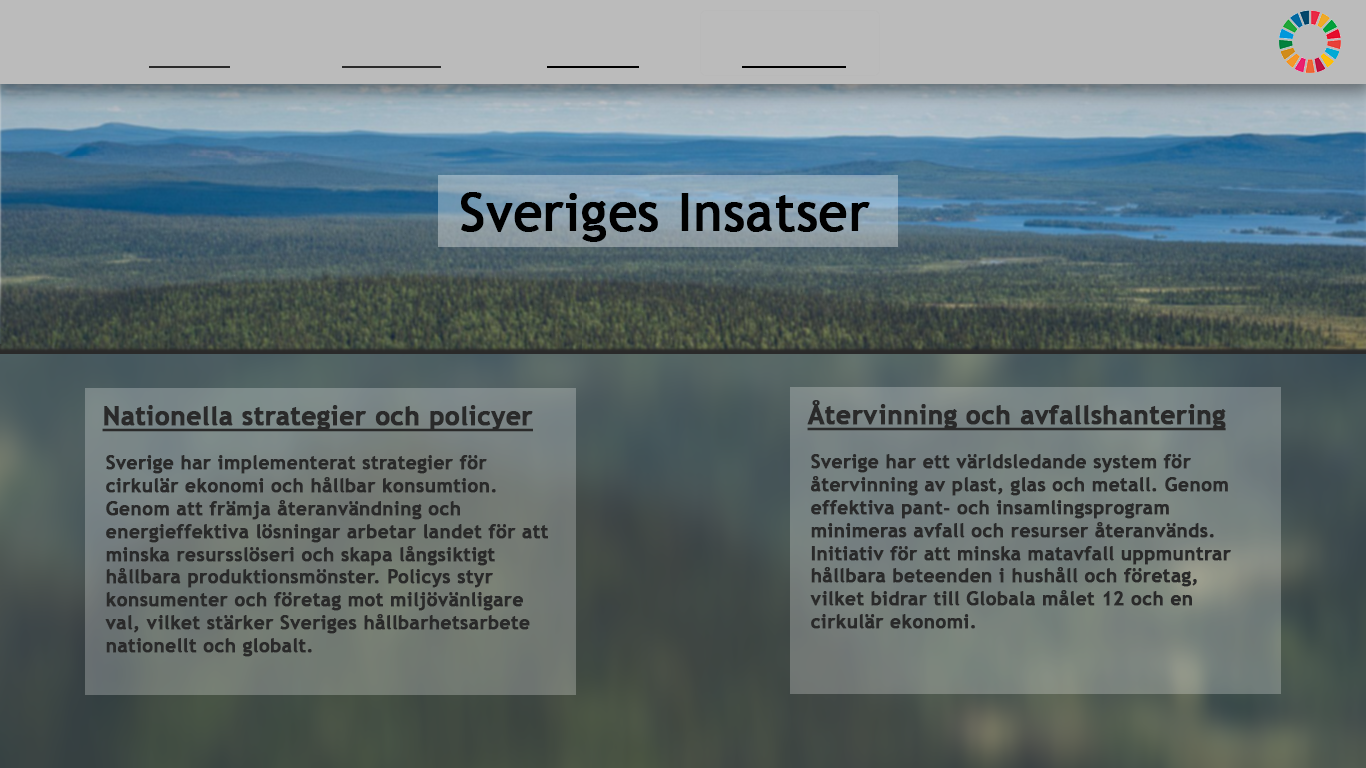 Sveriges Insatser
Nationella strategier och policyer
Sverige har implementerat strategier för
cirkulär ekonomi och hållbar konsumtion.
Genom att främja återanvändning och
energieffektiva lösningar arbetar landet för att
minska resursslöseri och skapa långsiktigt
hållbara produktionsmönster. Policys styr
konsumenter och företag mot miljövänligare
val, vilket stärker Sveriges hållbarhetsarbete
nationellt och globalt.
Återvinning och avfallshantering
Sverige har ett världsledande system för
återvinning av plast, glas och metall. Genom
effektiva pant- och insamlingsprogram
minimeras avfall och resurser återanvänds.
Initiativ för att minska matavfall uppmuntrar
hållbara beteenden i hushåll och företag,
vilket bidrar till Globala målet 12 och en
cirkulär ekonomi.